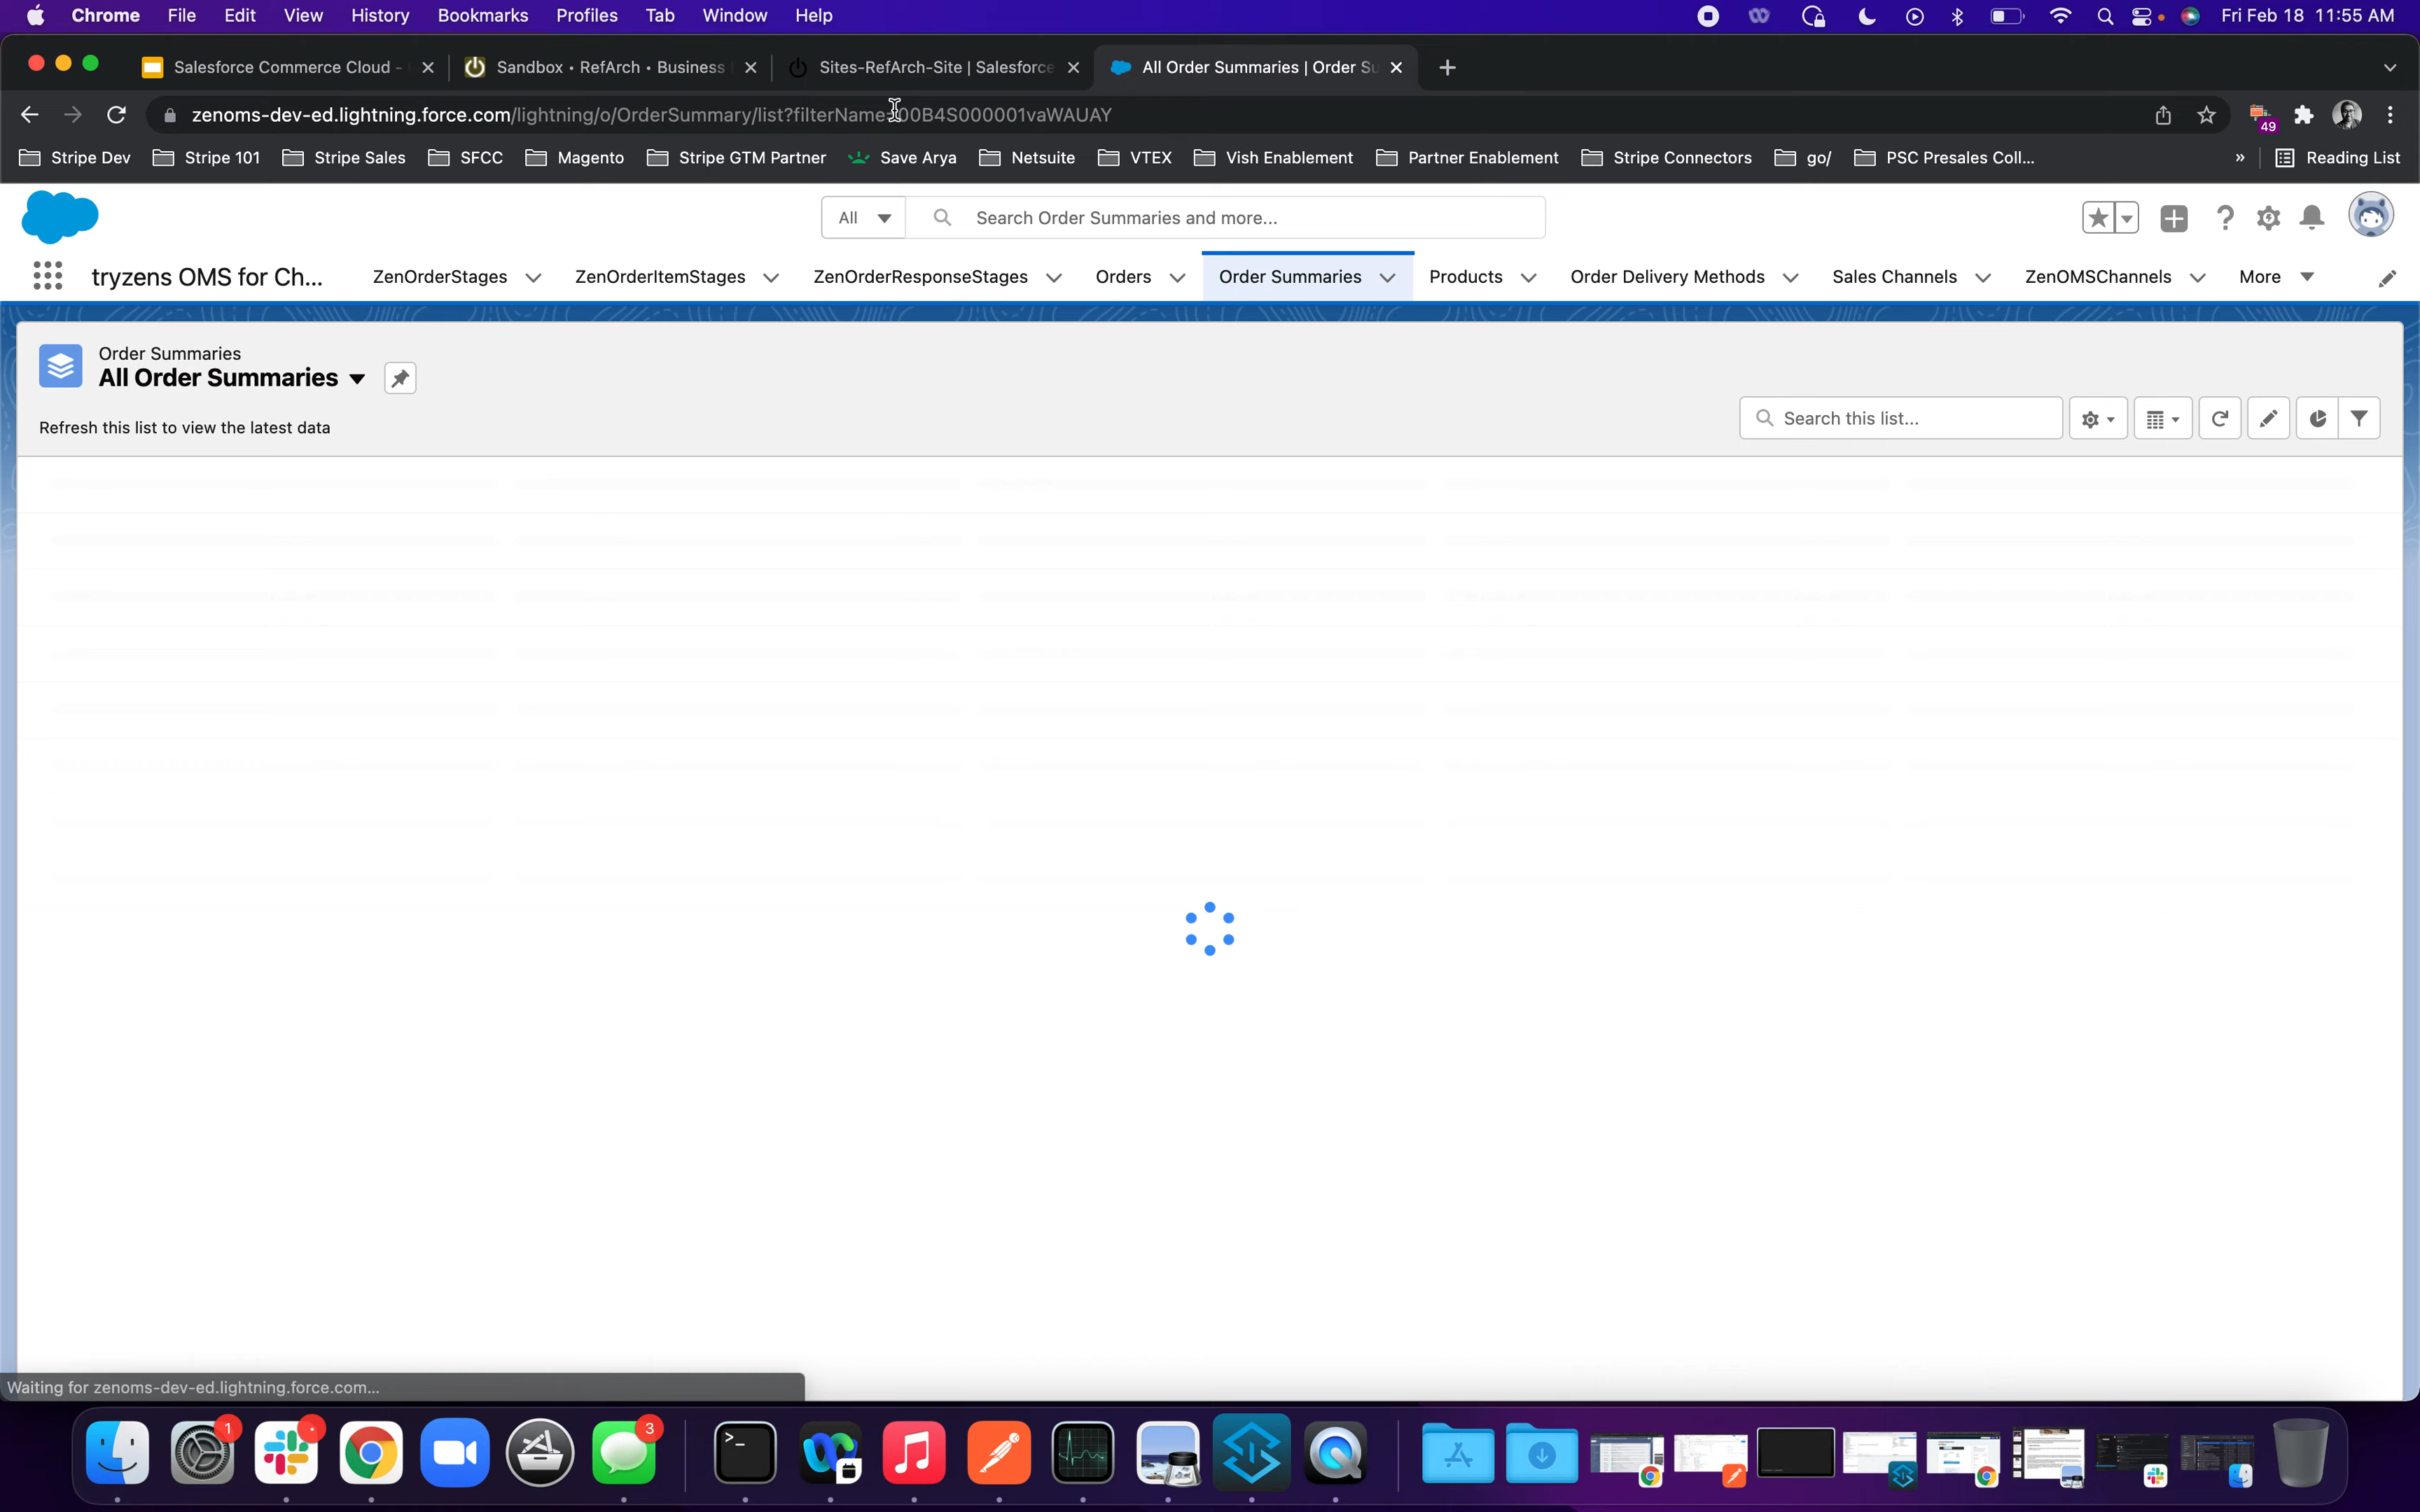 Chrome File Edit View History Bookmarks Profiles Tab Window Help Fri Feb 18 11:55 AM
Salesforce Commerce Cloud - Sandbox • RefArch • Business Sites-RefArch-Site | Salesforce All Order Summaries | Order Su
zenoms-dev-ed.lightning.force.com/lightning/o/OrderSummary/list?filterName=00B4S000001vaWAUAY
49
Stripe Dev Stripe 101 Stripe Sales SFCC Magento Stripe GTM Partner Save Arya Netsuite VTEX Vish Enablement Partner Enablement Stripe Connectors go/ PSC Presales Coll... » Reading List
All Search Order Summaries and more...
tryzens OMS for Ch... ZenOrderStages ZenOrderItemStages ZenOrderResponseStages Orders Order Summaries Products Order Delivery Methods Sales Channels ZenOMSChannels More
Order Summaries
All Order Summaries
Refresh this list to view the latest data Search this list...
Waiting for zenoms-dev-ed.lightning.force.com...
1 3